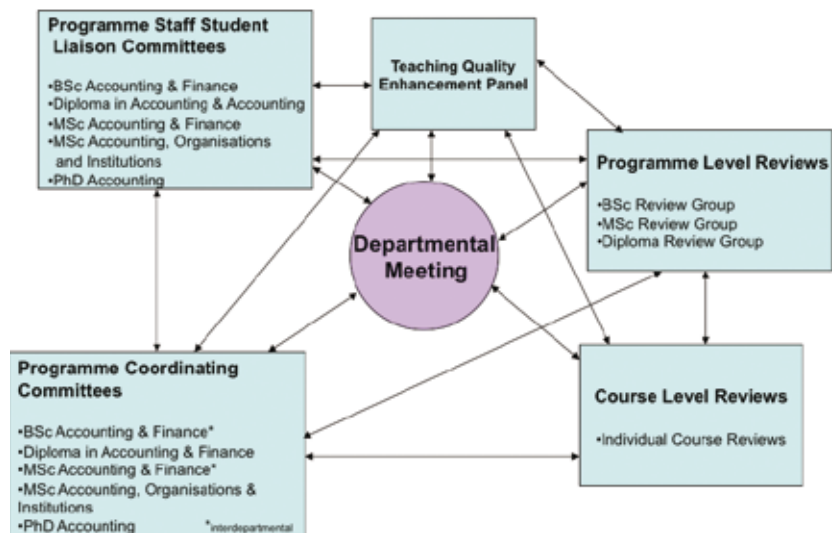 Programme Staff Student
Liaison Committees
•BSc Accounting & Finance
•Diploma in Accounting & Accounting
•MSc Accounting & Finance
•MSc Accounting, Organisations
and Institutions
•PhD Accounting
Teaching Quality
Enhancement Panel
Programme Level Reviews
•BSc Review Group
•MSc Review Group
•Diploma Review Group
Departmental
Meeting
Programme Coordinating
Committees
•BSc Accounting & Finance*
•Diploma in Accounting & Finance
•MSc Accounting & Finance*
•MSc Accounting, Organisations &
Institutions
•PhD Accounting *interdepartmental
Course Level Reviews
•Individual Course Reviews